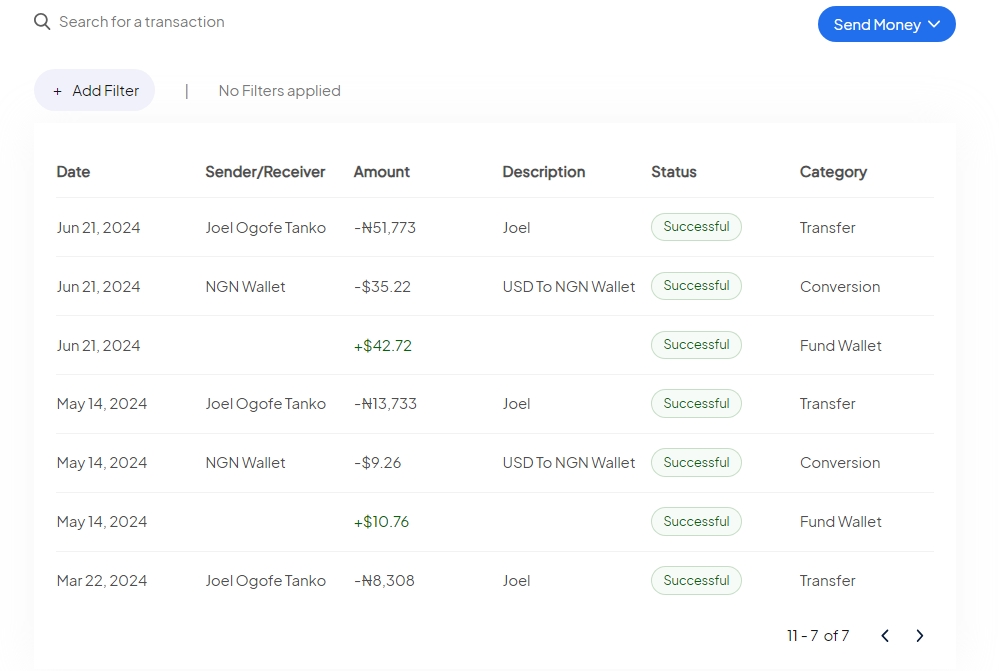 Search for a transaction
Send Money
+ Add Filter | No Filters applied
Date Sender/Receiver Amount Description Status Category
Jun 21, 2024 Joel Ogofe Tanko -₦51,773 Joel Successful Transfer
Jun 21, 2024 NGN Wallet -$35.22 USD To NGN Wallet Successful Conversion
Jun 21, 2024 +$42.72 Successful Fund Wallet
May 14, 2024 Joel Ogofe Tanko -₦13,733 Joel Successful Transfer
May 14, 2024 NGN Wallet -$9.26 USD To NGN Wallet Successful Conversion
May 14, 2024 +$10.76 Successful Fund Wallet
Mar 22, 2024 Joel Ogofe Tanko -₦8,308 Joel Successful Transfer
11 - 7 of 7